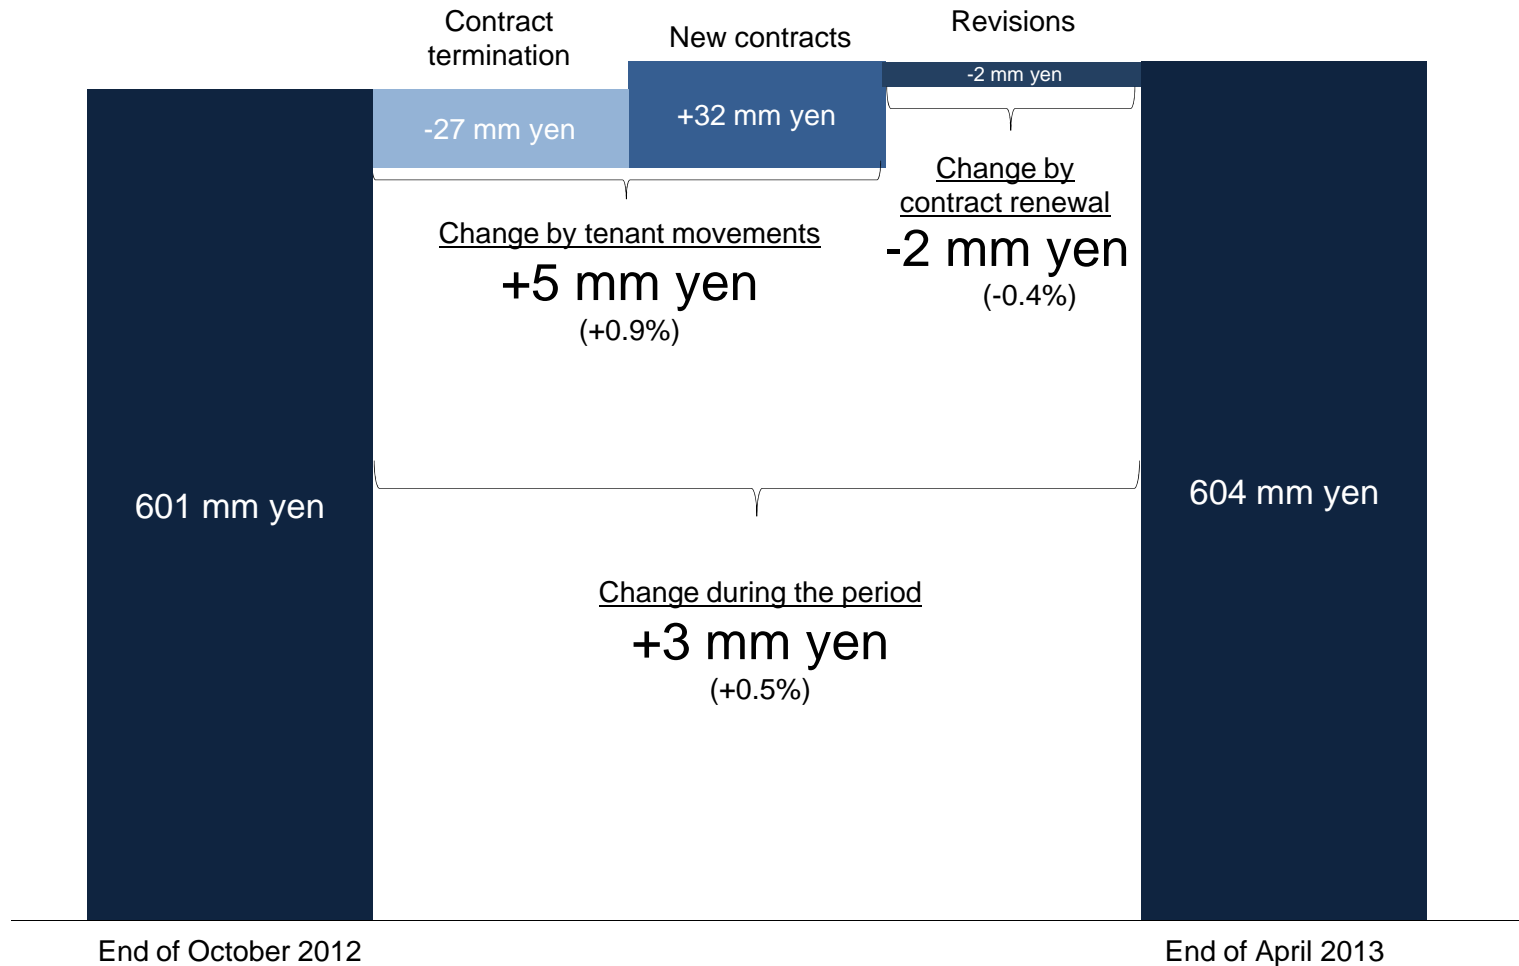 Contract
termination
New contracts
Revisions
-27 mm yen
+32 mm yen
-2 mm yen
Change by tenant movements
+5 mm yen
(+0.9%)
Change by
contract renewal
-2 mm yen
(-0.4%)
601 mm yen
604 mm yen
Change during the period
+3 mm yen
(+0.5%)
End of October 2012
End of April 2013